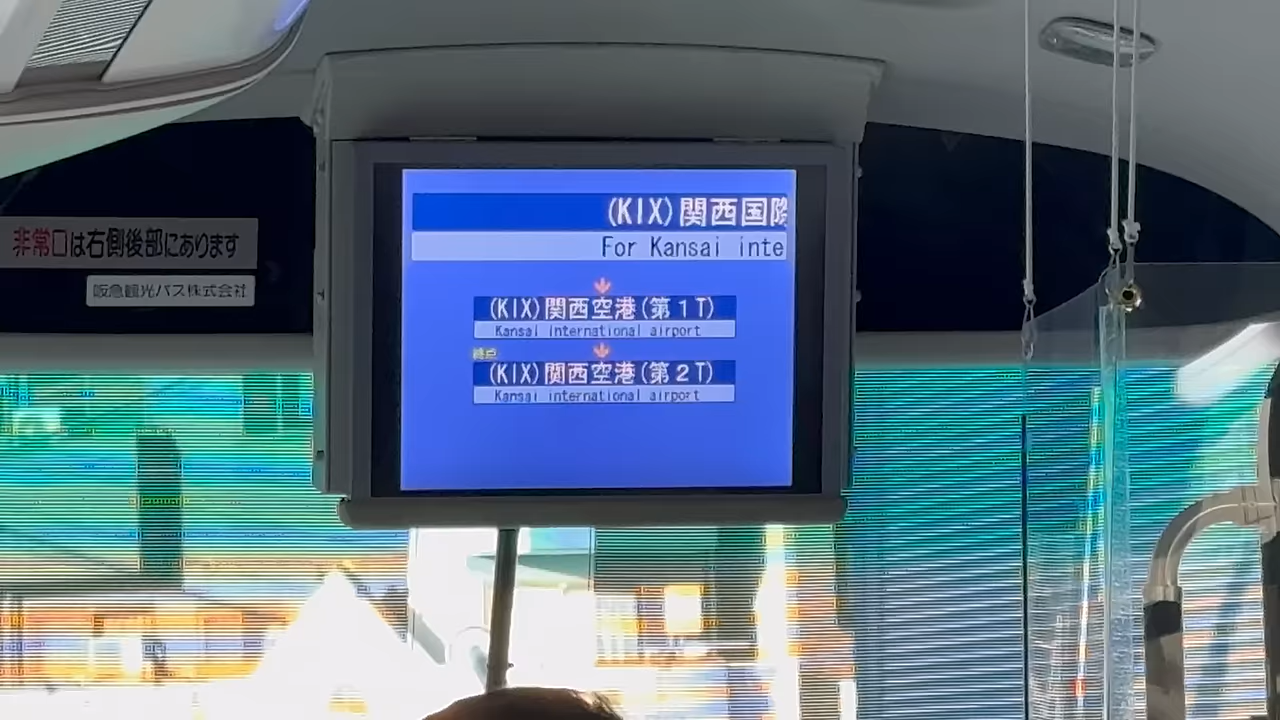 (KIX)関西国際
For Kansai inte
非常口は右側後部にあります
阪急観光バス株式会社
(KIX)関西空港(第1T)
Kansai international airport
終点
(KIX)関西空港(第2T)
Kansai international airport